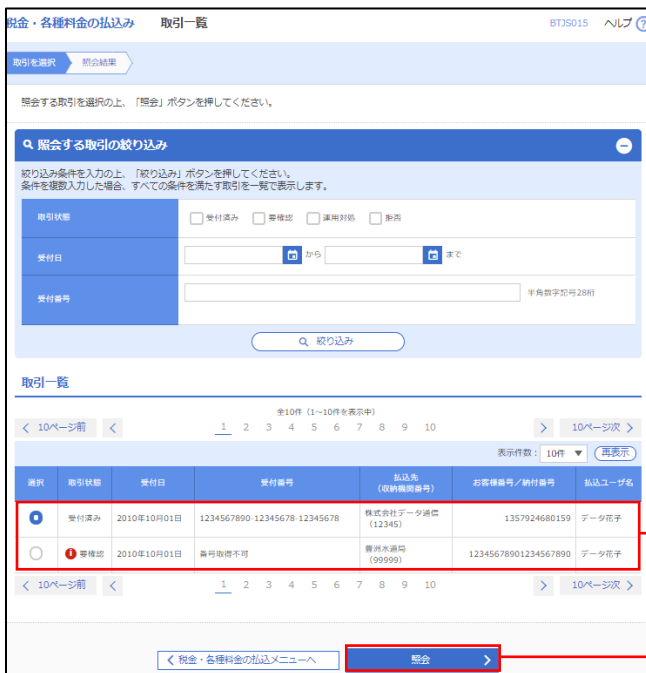 税金・各種料金の払込み 取引一覧 BTJS015 ヘルプ ?
取引を選択 照会結果
照会する取引を選択の上、「照会」ボタンを押してください。
照会する取引の絞り込み
絞り込み条件を入力の上、「絞り込み」ボタンを押してください。
条件を複数入力した場合、すべての条件を満たす取引を一覧で表示します。
取引状態 受付済み 要確認 運用対処 拒否
受付日 から まで
受付番号 半角数字記号28桁
絞り込み
取引一覧
全10件（1～10件を表示中）
< 10ページ前 < 1 2 3 4 5 6 7 8 9 10 > 10ページ次 >
表示件数： 10件 ▼ 再表示
選択 取引状態 受付日 受付番号 払込先 お客様番号／納付番号 払込ユーザ名
（収納機関番号）
受付済み 2010年10月01日 1234567890-12345678-12345678 株式会社データ通信 1357924680159 データ花子
（12345）
! 要確認 2010年10月01日 番号取得不可 豊洲水道局 12345678901234567890 データ花子
（99999）
< 10ページ前 < 1 2 3 4 5 6 7 8 9 10 > 10ページ次 >
< 税金・各種料金の払込メニューへ 照会 >